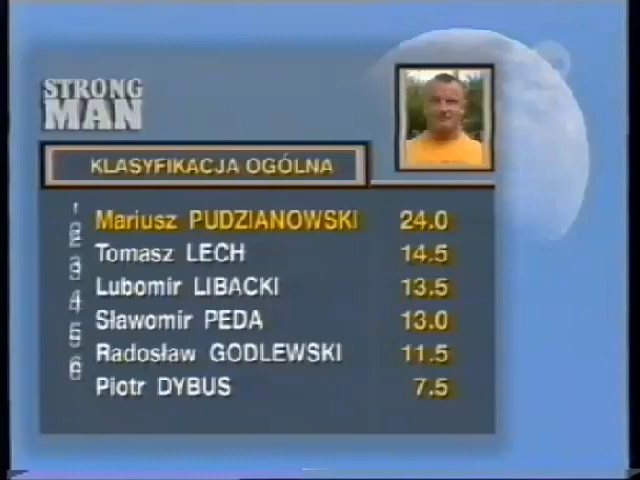 STRONG
MAN
KLASYFIKACJA OGÓLNA
1 Mariusz PUDZIANOWSKI 24.0
2 Tomasz LECH 14.5
3 Lubomir LIBACKI 13.5
4 Sławomir PEDA 13.0
5 Radosław GODLEWSKI 11.5
6 Piotr DYBUS 7.5